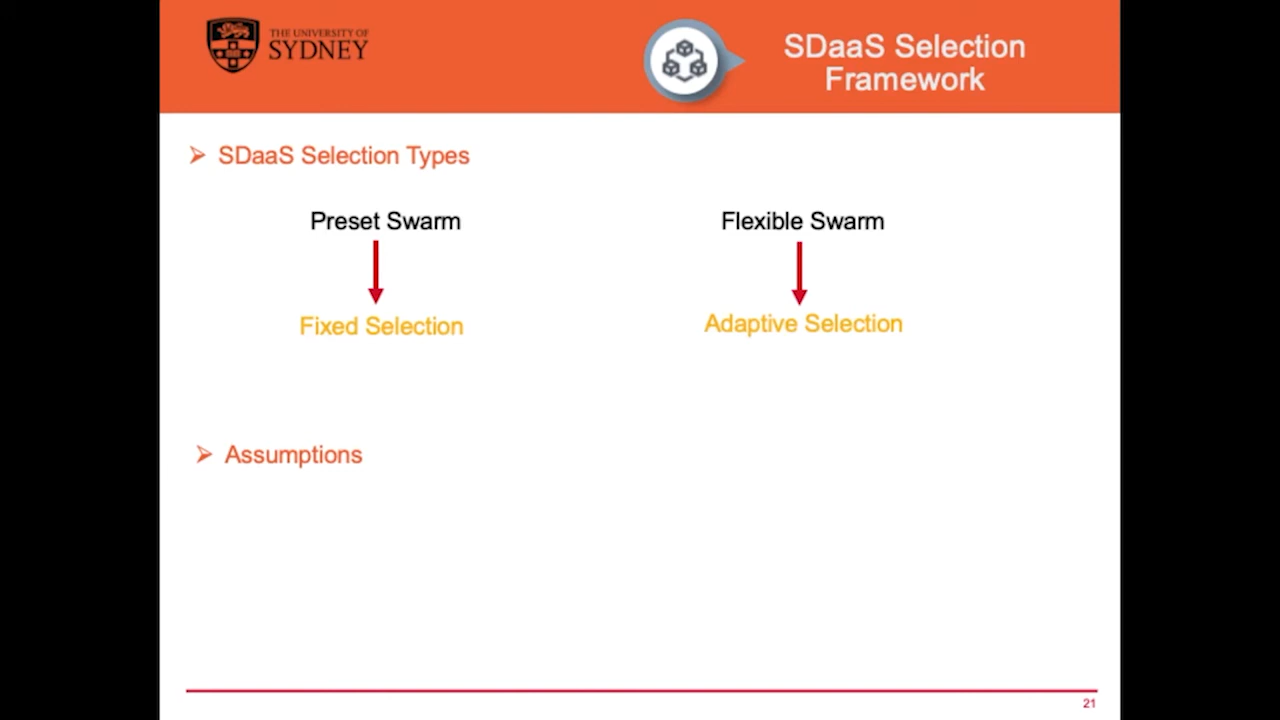 THE UNIVERSITY OF
SYDNEY
SDaaS Selection
Framework
➢ SDaaS Selection Types
Preset Swarm
Flexible Swarm
Fixed Selection
Adaptive Selection
➢ Assumptions
21